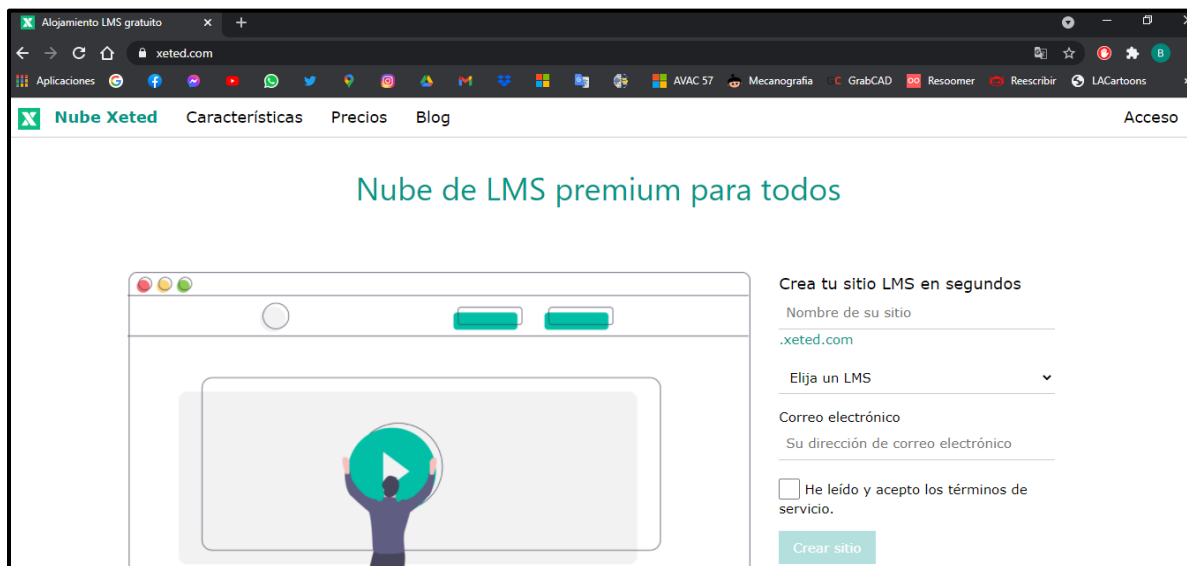 Alojamiento LMS gratuito
xeted.com
Aplicaciones AVAC 57 Mecanografia GrabCAD Resoomer Reescribir LACartoons
X Nube Xeted Características Precios Blog Acceso
Nube de LMS premium para todos
Crea tu sitio LMS en segundos
Nombre de su sitio
.xeted.com
Elija un LMS
Correo electrónico
Su dirección de correo electrónico
He leído y acepto los términos de
servicio.
Crear sitio